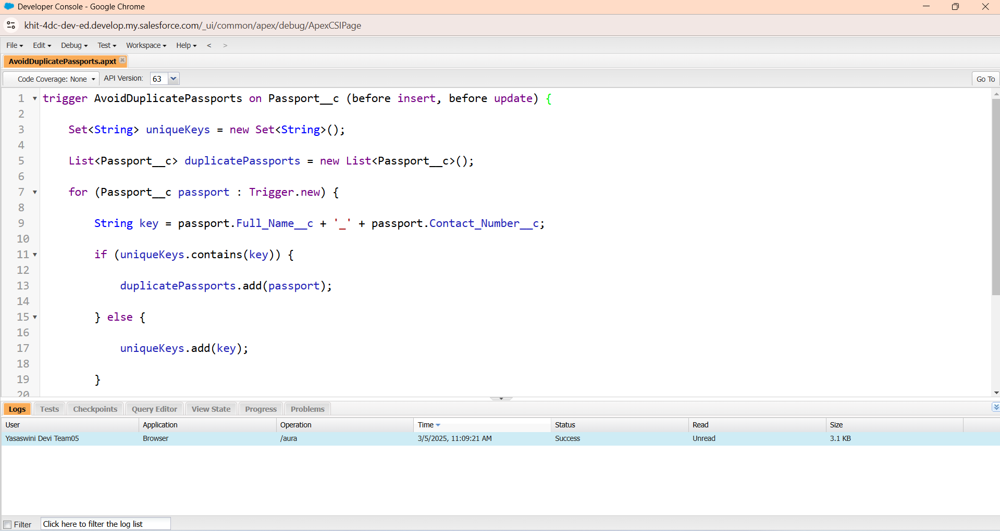 Developer Console - Google Chrome
khit-4dc-dev-ed.develop.my.salesforce.com/_ui/common/apex/debug/ApexCSIPage
File Edit Debug Test Workspace Help < >
AvoidDuplicatePassports.apxt
Code Coverage: None API Version: 63 Go To
1 trigger AvoidDuplicatePassports on Passport__c (before insert, before update) {
2
3 Set<String> uniqueKeys = new Set<String>();
4
5 List<Passport__c> duplicatePassports = new List<Passport__c>();
6
7 for (Passport__c passport : Trigger.new) {
8
9 String key = passport.Full_Name__c + '_' + passport.Contact_Number__c;
10
11 if (uniqueKeys.contains(key)) {
12
13 duplicatePassports.add(passport);
14
15 } else {
16
17 uniqueKeys.add(key);
18
19 }
20
Logs Tests Checkpoints Query Editor View State Progress Problems
User Application Operation Time Status Read Size
Yasaswini Devi Team05 Browser /aura 3/5/2025, 11:09:21 AM Success Unread 3.1 KB
Filter Click here to filter the log list